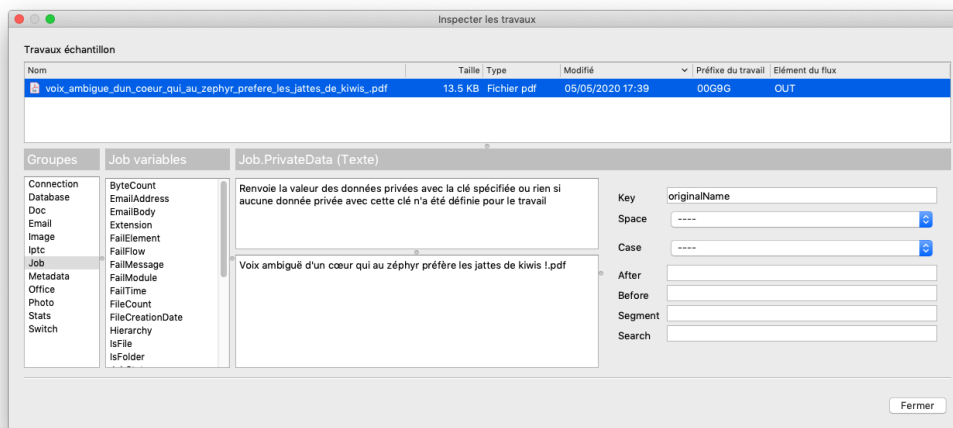 Inspecter les travaux
Travaux échantillon
Nom Taille Type Modifié Préfixe du travail Elément du flux
voix_ambigue_dun_coeur_qui_au_zephyr_prefere_les_jattes_de_kiwis_.pdf 13.5 KB Fichier pdf 05/05/2020 17:39 00G9G OUT
Groupes Job variables Job.PrivateData (Texte)
Connection
Database
Doc
Email
Image
Iptc
Job
Metadata
Office
Photo
Stats
Switch
ByteCount
EmailAddress
EmailBody
Extension
FailElement
FailFlow
FailMessage
FailModule
FailTime
FileCount
FileCreationDate
Hierarchy
IsFile
IsFolder
Renvoie la valeur des données privées avec la clé spécifiée ou rien si
aucune donnée privée avec cette clé n'a été définie pour le travail
Voix ambiguë d'un cœur qui au zéphyr préfère les jattes de kiwis !.pdf
Key originalName
Space ----
Case ----
After
Before
Segment
Search
Fermer